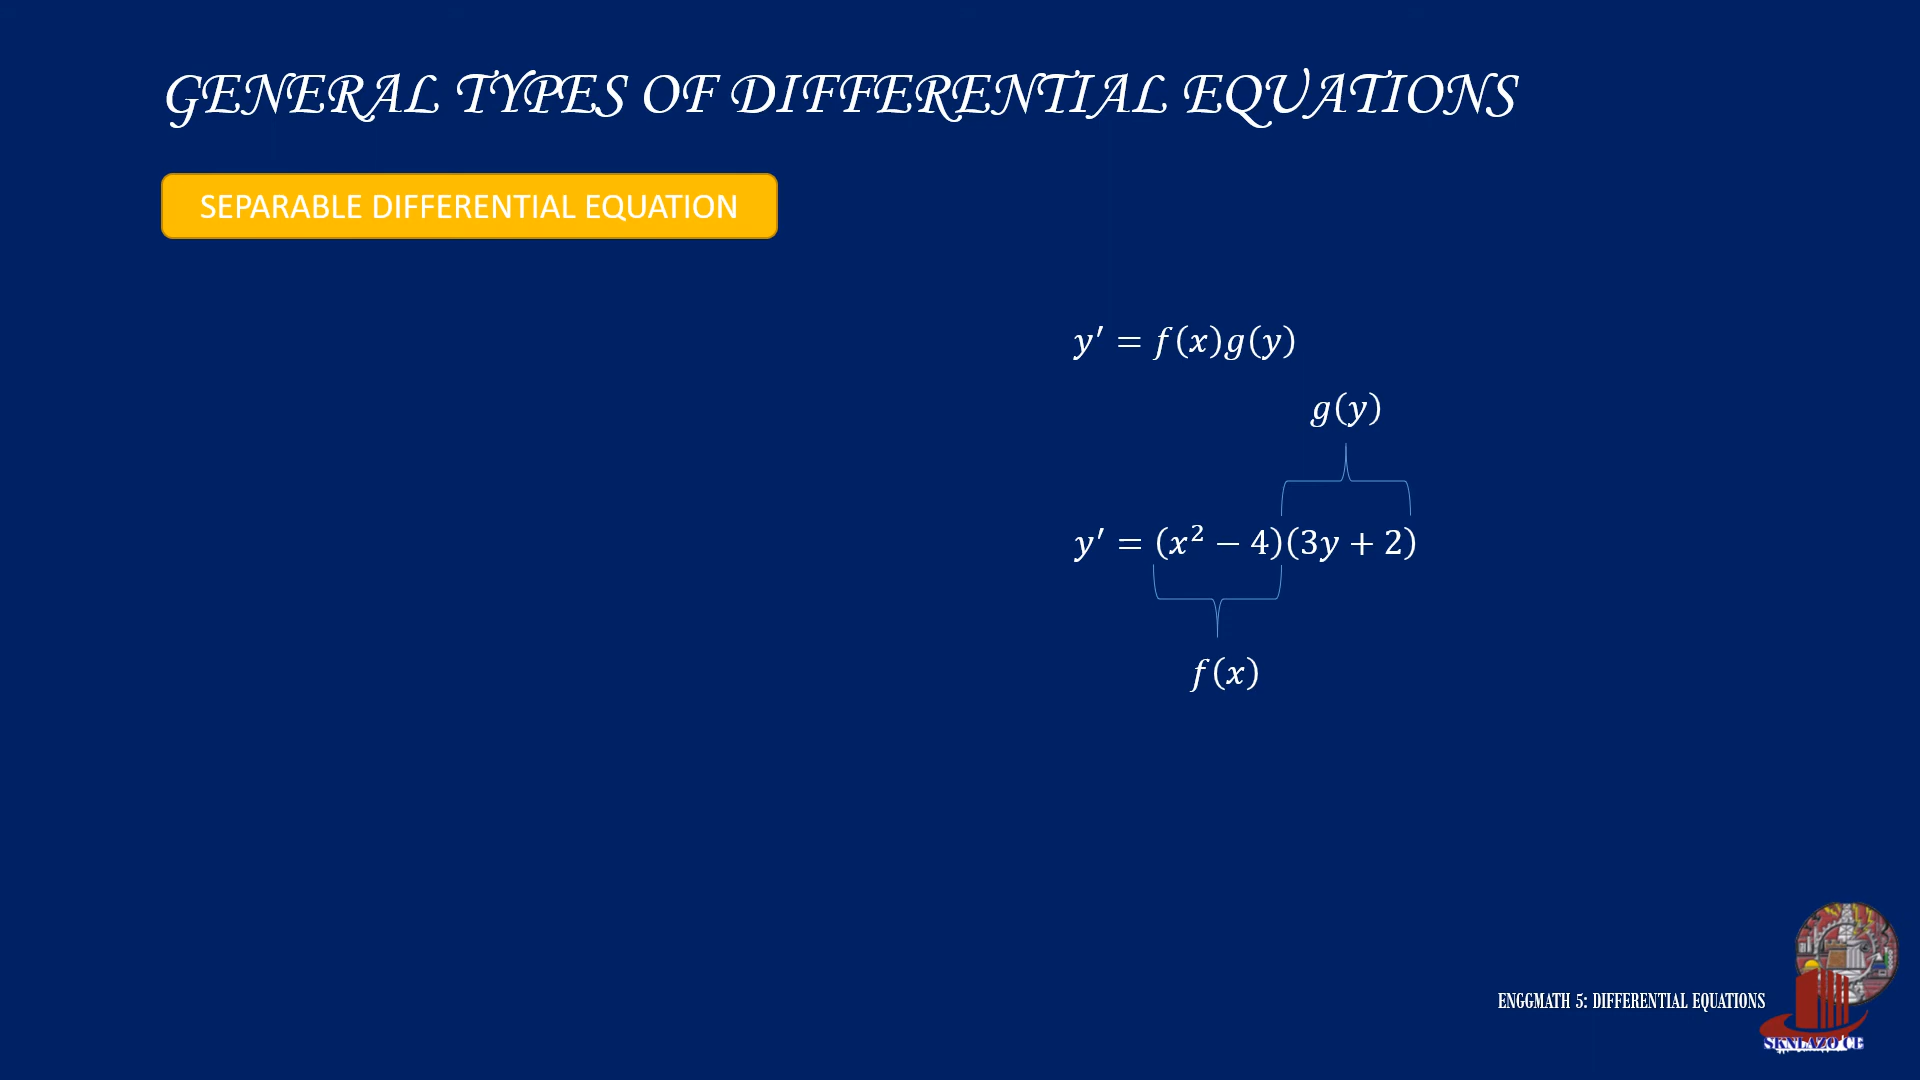 GENERAL TYPES OF DIFFERENTIAL EQUATIONS
SEPARABLE DIFFERENTIAL EQUATION
y′ = f(x)g(y)
g(y)
y′ = (x² − 4)(3y + 2)
f(x)
ENGGMATH 5: DIFFERENTIAL EQUATIONS